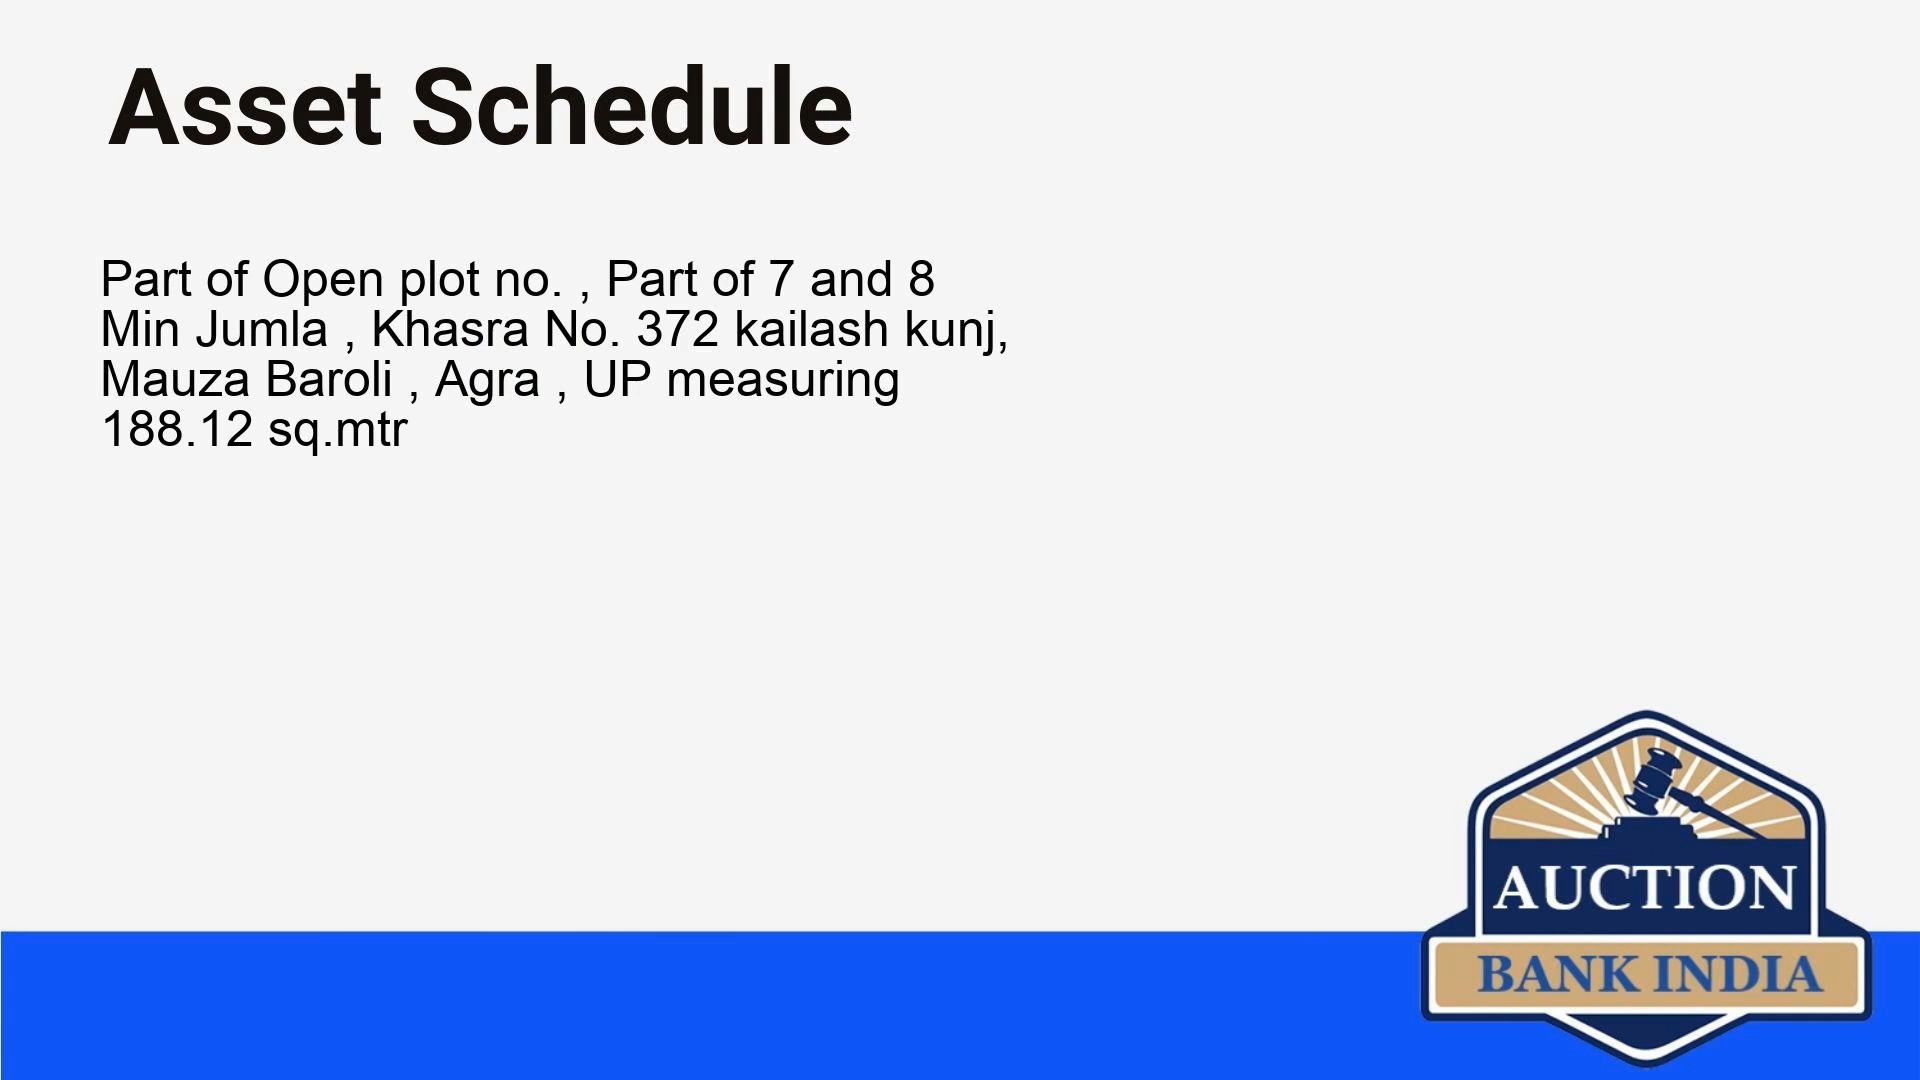 Asset Schedule
Part of Open plot no. , Part of 7 and 8
Min Jumla , Khasra No. 372 kailash kunj,
Mauza Baroli , Agra , UP measuring
188.12 sq.mtr
AUCTION
BANK INDIA